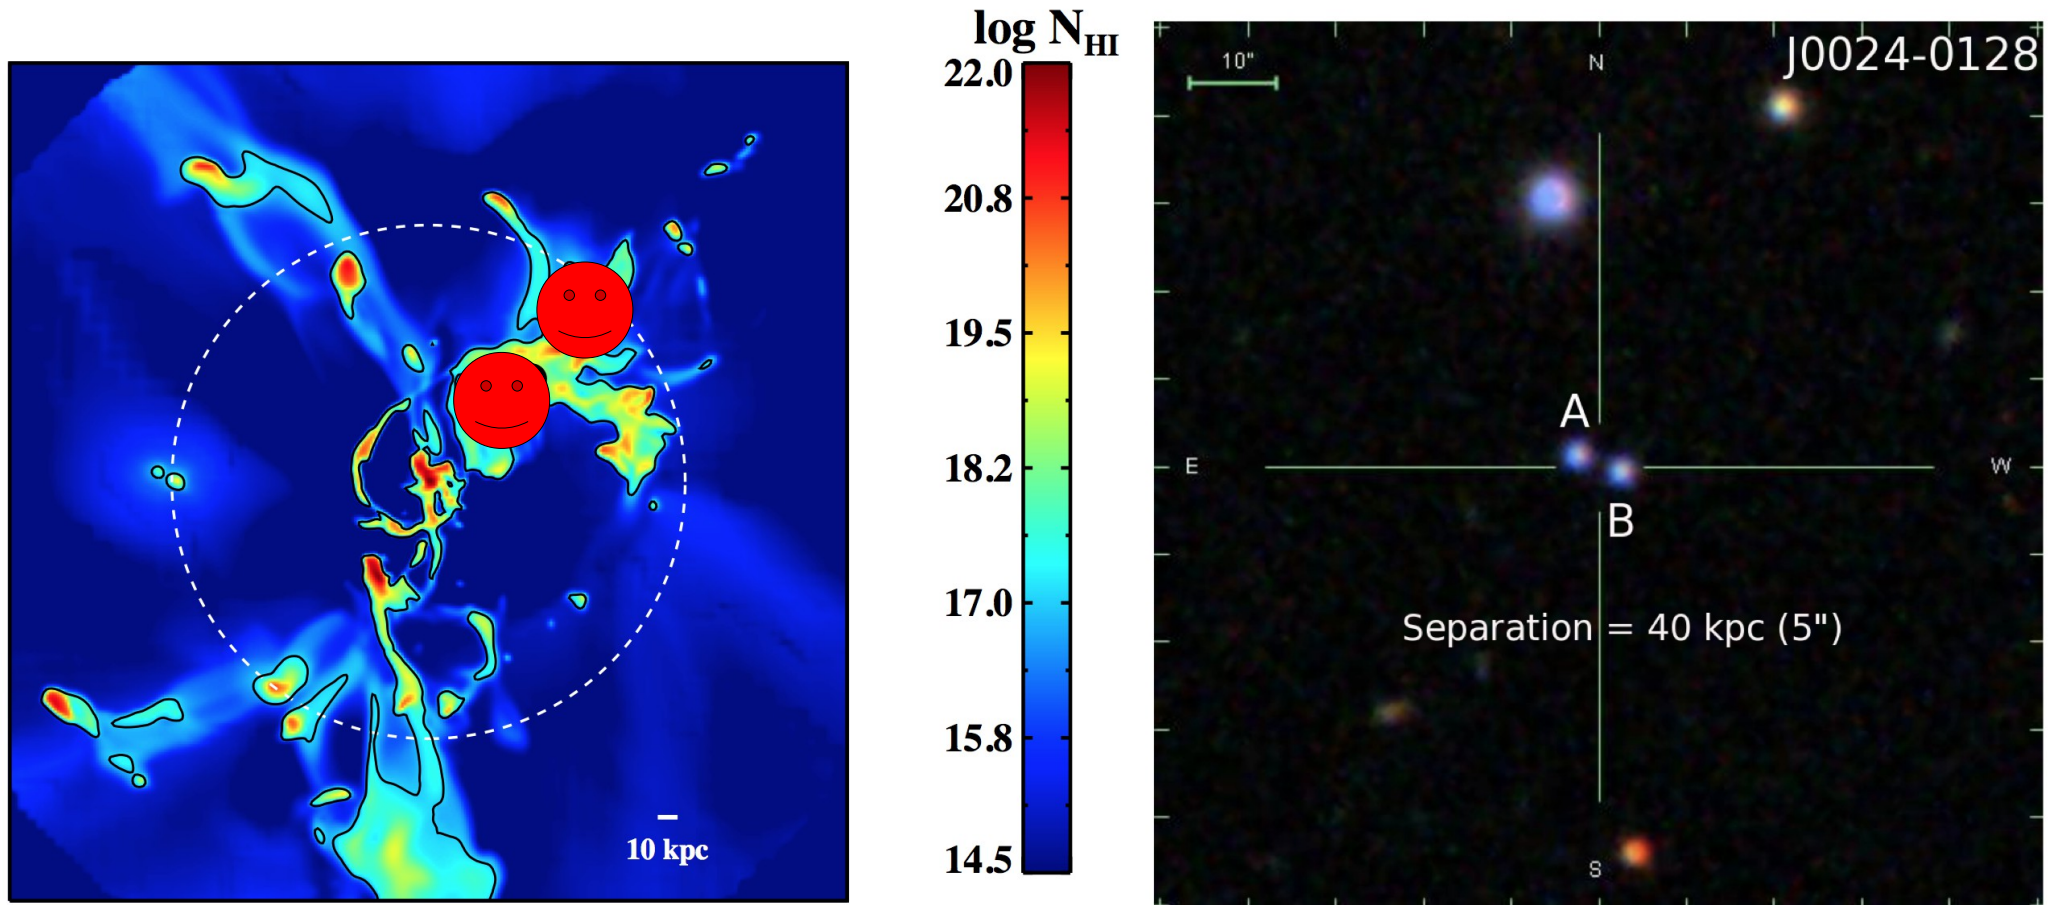 log N_HI
22.0
20.8
19.5
18.2
17.0
15.8
14.5
10 kpc
10"
N
J0024-0128
A
E
W
B
Separation = 40 kpc (5")
S